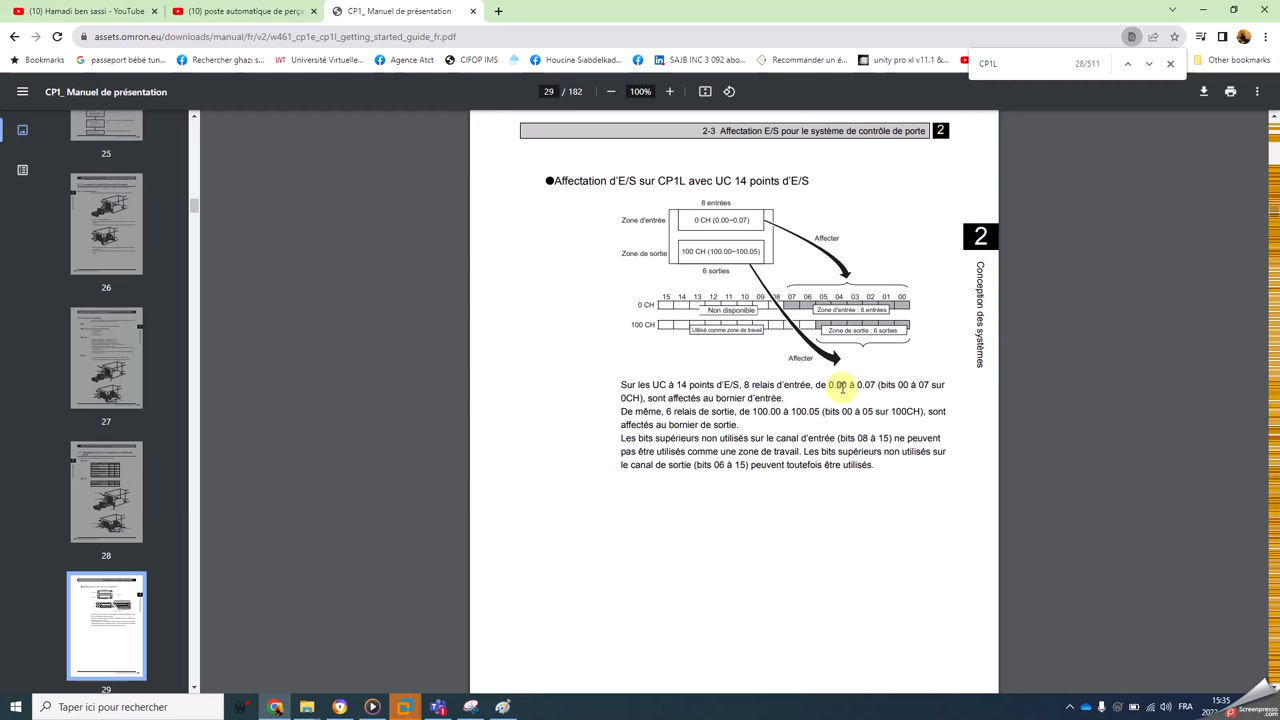 (10) Hamadi ben sassi - YouTube
(10) poste automatique de perça
CP1_ Manuel de présentation
assets.omron.eu/downloads/manual/fr/v2/w461_cp1e_cp1l_getting_started_guide_fr.pdf
Bookmarks
passeport bébé tun
Rechercher ghazi s
Université Virtuelle...
Agence Atct
CIFOP IMS
Houcine Siabdelkad...
SAJB INC 3 092 abo...
Recommander un é...
unity pro xl v11.1 -
Other bookmarks
CP1L
28/511
CP1_ Manuel de présentation
29 / 182
100%
25
26
27
28
29
2-3 Affectation E/S pour le système de contrôle de porte
2
●Affectation d'E/S sur CP1L avec UC 14 points d'E/S
8 entrées
Zone d'entrée
0 CH (0.00~0.07)
Affecter
Zone de sortie
100 CH (100.00~100.05)
6 sorties
15 14 13 12 11 10 09 08 07 06 05 04 03 02 01 00
0 CH
Non disponible
Zone d'entrée : 8 entrées
100 CH
Utilisé comme zone de travail
Zone de sortie : 6 sorties
Affecter
2
Conception des systèmes
Sur les UC à 14 points d'E/S, 8 relais d'entrée, de 0.00 à 0.07 (bits 00 à 07 sur
0CH), sont affectés au bornier d'entrée.
De même, 6 relais de sortie, de 100.00 à 100.05 (bits 00 à 05 sur 100CH), sont
affectés au bornier de sortie.
Les bits supérieurs non utilisés sur le canal d'entrée (bits 08 à 15) ne peuvent
pas être utilisés comme une zone de travail. Les bits supérieurs non utilisés sur
le canal de sortie (bits 06 à 15) peuvent toutefois être utilisés.
Taper ici pour rechercher
FRA
15:35
Screenpresso
.com